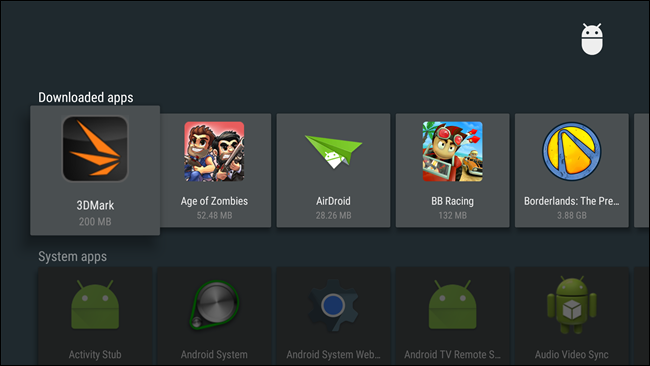 Downloaded apps
3DMark
200 MB
Age of Zombies
52.48 MB
AirDroid
28.26 MB
BB Racing
132 MB
Borderlands: The Pre...
3.88 GB
System apps
Activity Stub
Android System
Android System Web...
Android TV Remote S...
Audio Video Sync